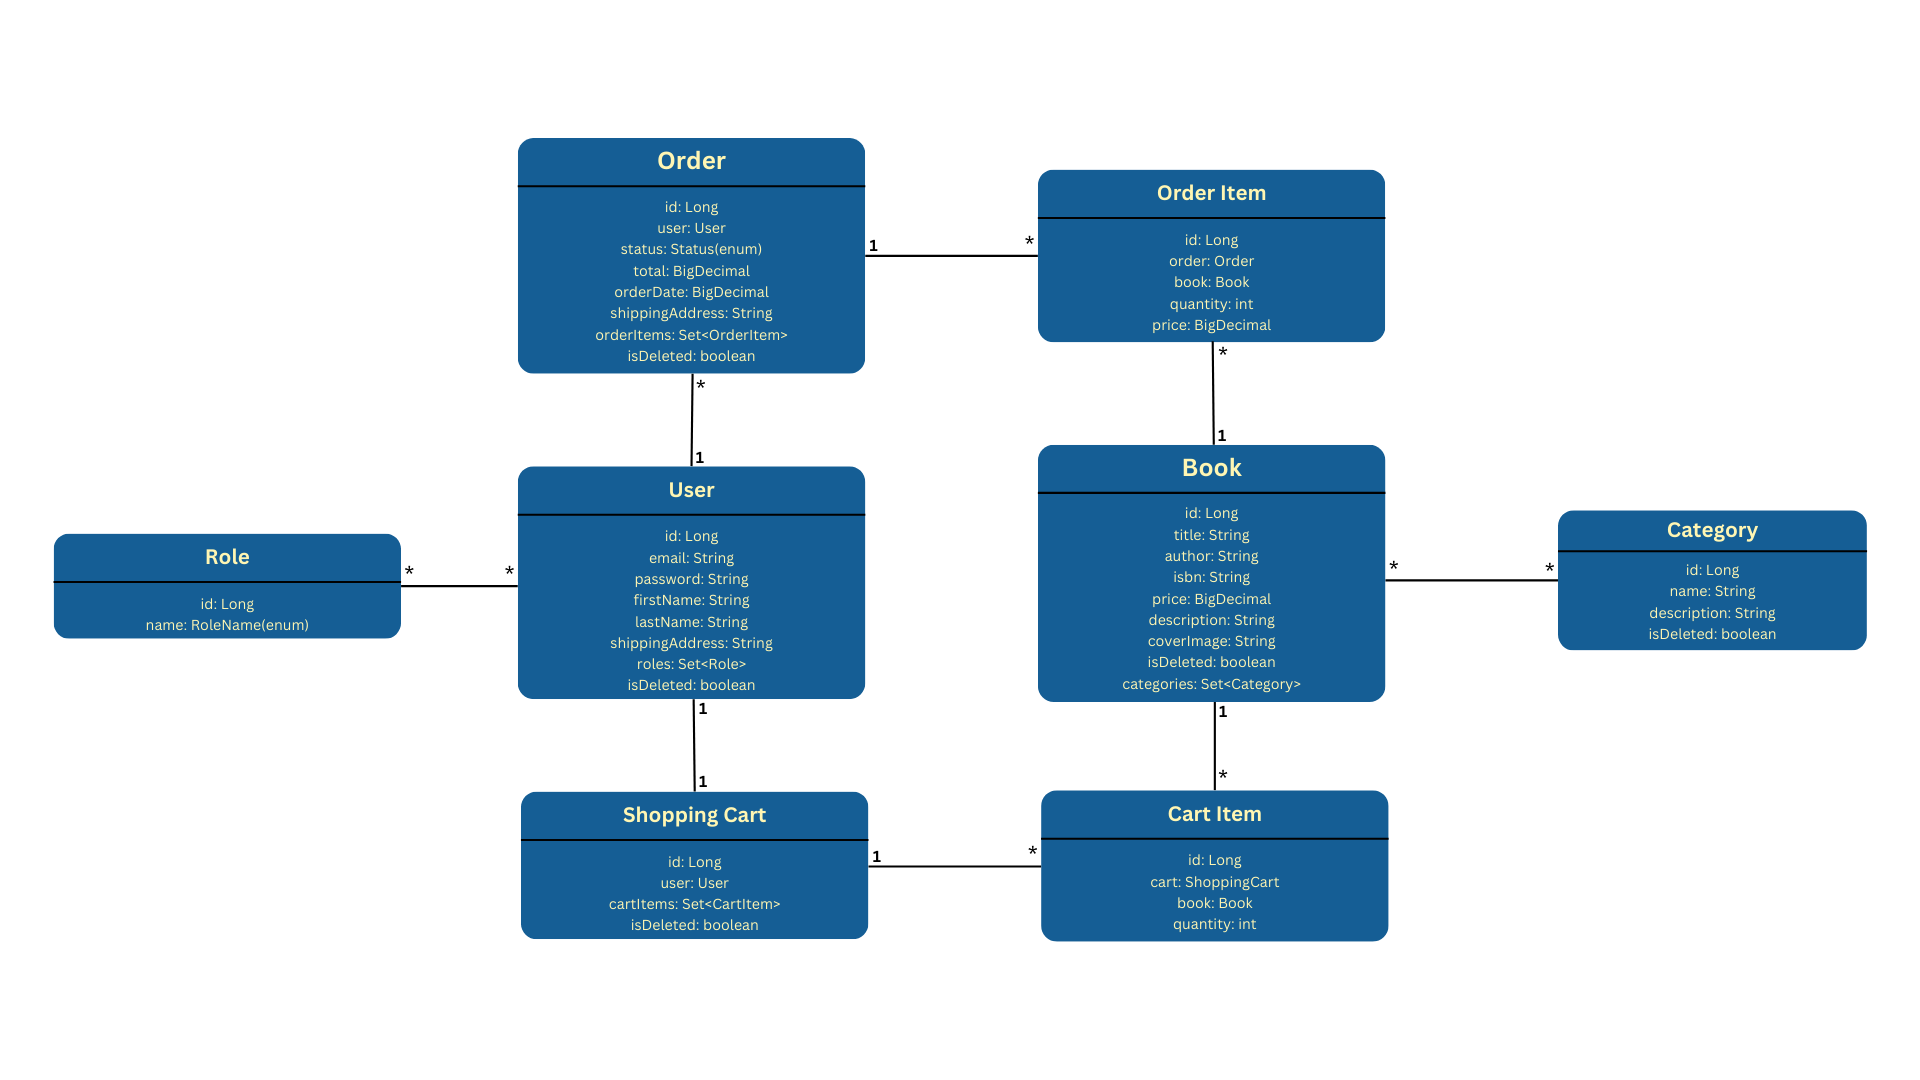 Order
id: Long
user: User
status: Status(enum)
total: BigDecimal
orderDate: BigDecimal
shippingAddress: String
orderItems: Set<OrderItem>
isDeleted: boolean
1
*
Order Item
id: Long
order: Order
book: Book
quantity: int
price: BigDecimal
*
1
*
1
Role
id: Long
name: RoleName(enum)
*
*
User
id: Long
email: String
password: String
firstName: String
lastName: String
shippingAddress: String
roles: Set<Role>
isDeleted: boolean
Book
id: Long
title: String
author: String
isbn: String
price: BigDecimal
description: String
coverImage: String
isDeleted: boolean
categories: Set<Category>
*
*
Category
id: Long
name: String
description: String
isDeleted: boolean
1
1
1
*
Shopping Cart
id: Long
user: User
cartItems: Set<CartItem>
isDeleted: boolean
1
*
Cart Item
id: Long
cart: ShoppingCart
book: Book
quantity: int